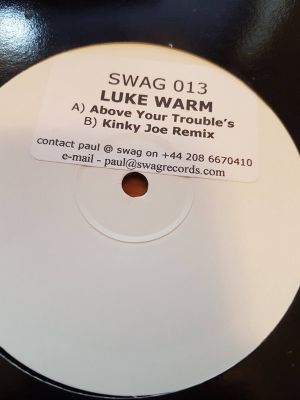 SWAG 013
LUKE WARM
A) Above Your Trouble's
B) Kinky Joe Remix
contact paul @ swag on +44 208 6670410
e-mail - paul@swagrecords.com